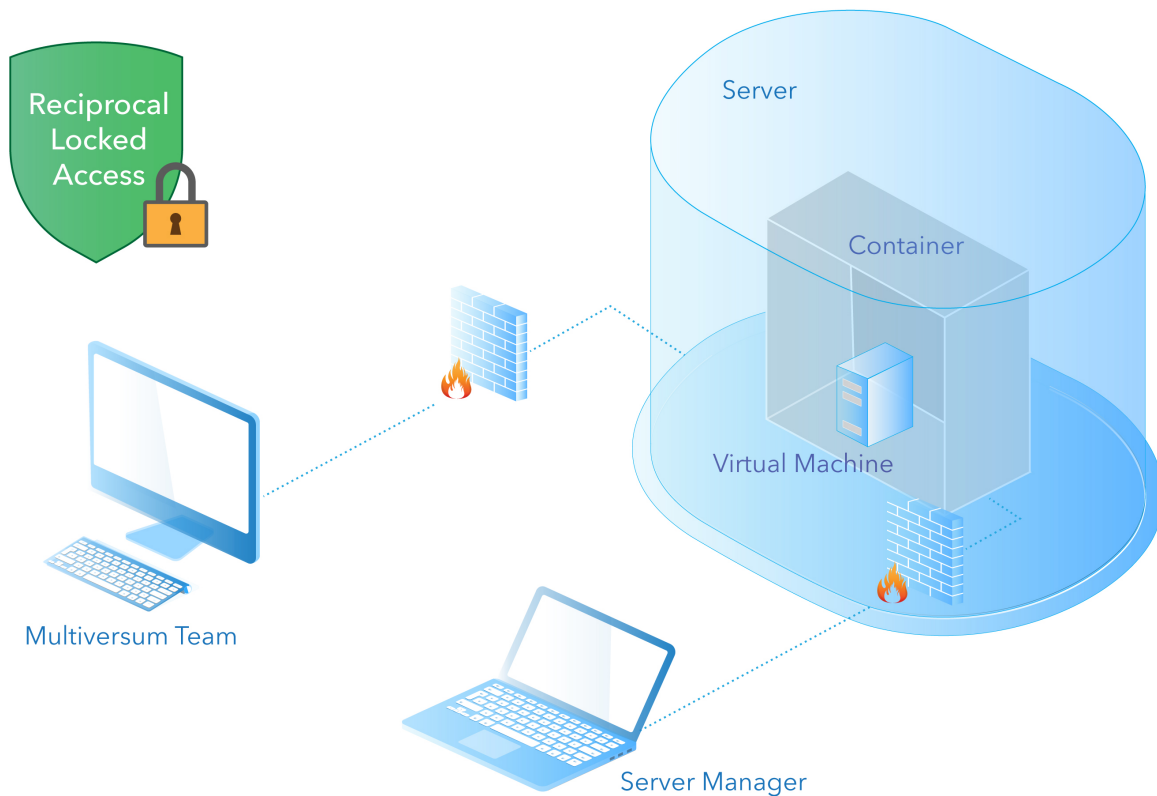 Reciprocal
Locked
Access
Server
Container
Virtual Machine
Multiversum Team
Server Manager